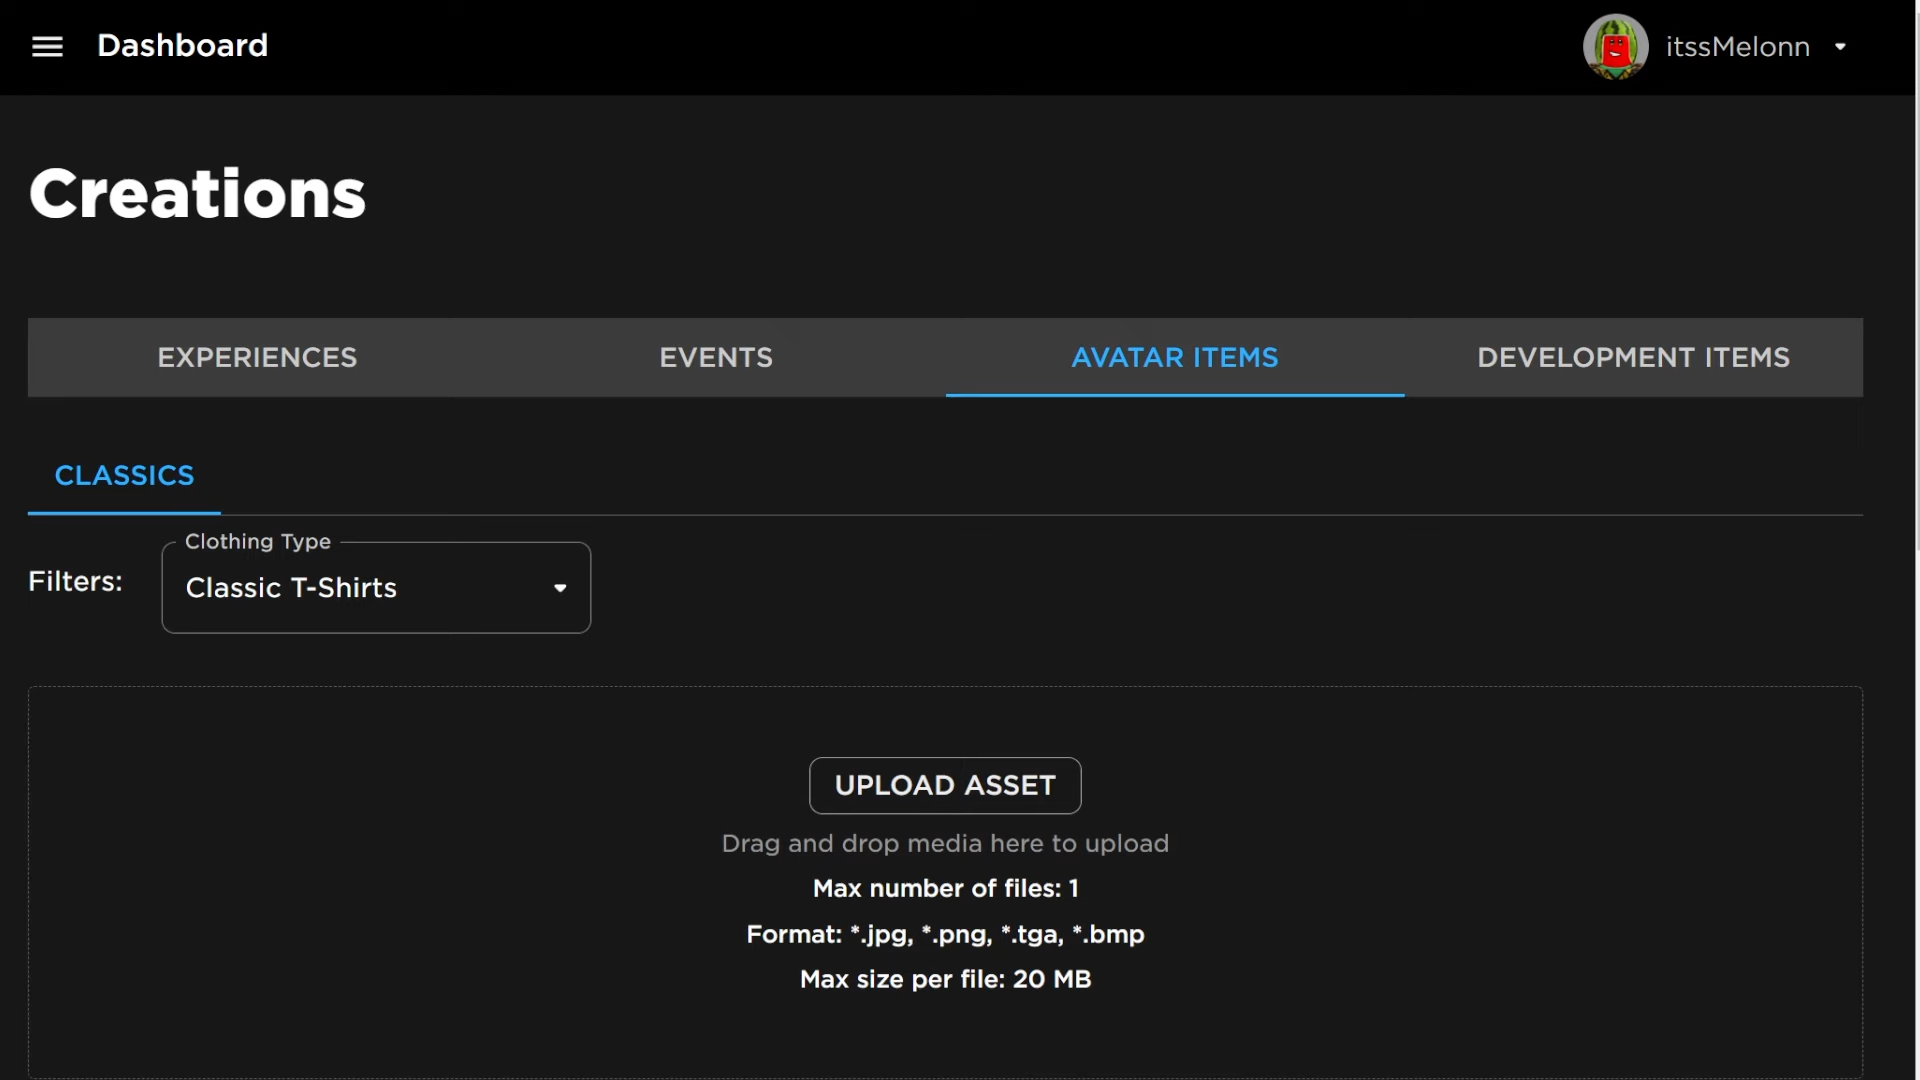 Dashboard
itssMelonn
Creations
EXPERIENCES
EVENTS
AVATAR ITEMS
DEVELOPMENT ITEMS
CLASSICS
Filters:
Clothing Type
Classic T-Shirts
UPLOAD ASSET
Drag and drop media here to upload
Max number of files: 1
Format: *.jpg, *.png, *.tga, *.bmp
Max size per file: 20 MB